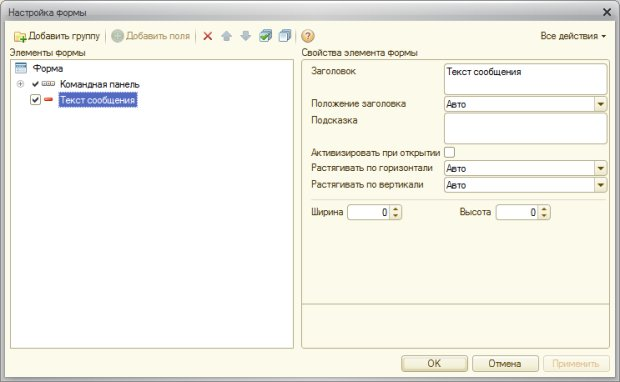 Настройка формы
Добавить группу Добавить поля ? Все действия
Элементы формы
Форма
Командная панель
Текст сообщения
Свойства элемента формы
Заголовок Текст сообщения
Положение заголовка Авто
Подсказка
Активизировать при открытии
Растягивать по горизонтали Авто
Растягивать по вертикали Авто
Ширина 0 Высота 0
OK Отмена Применить